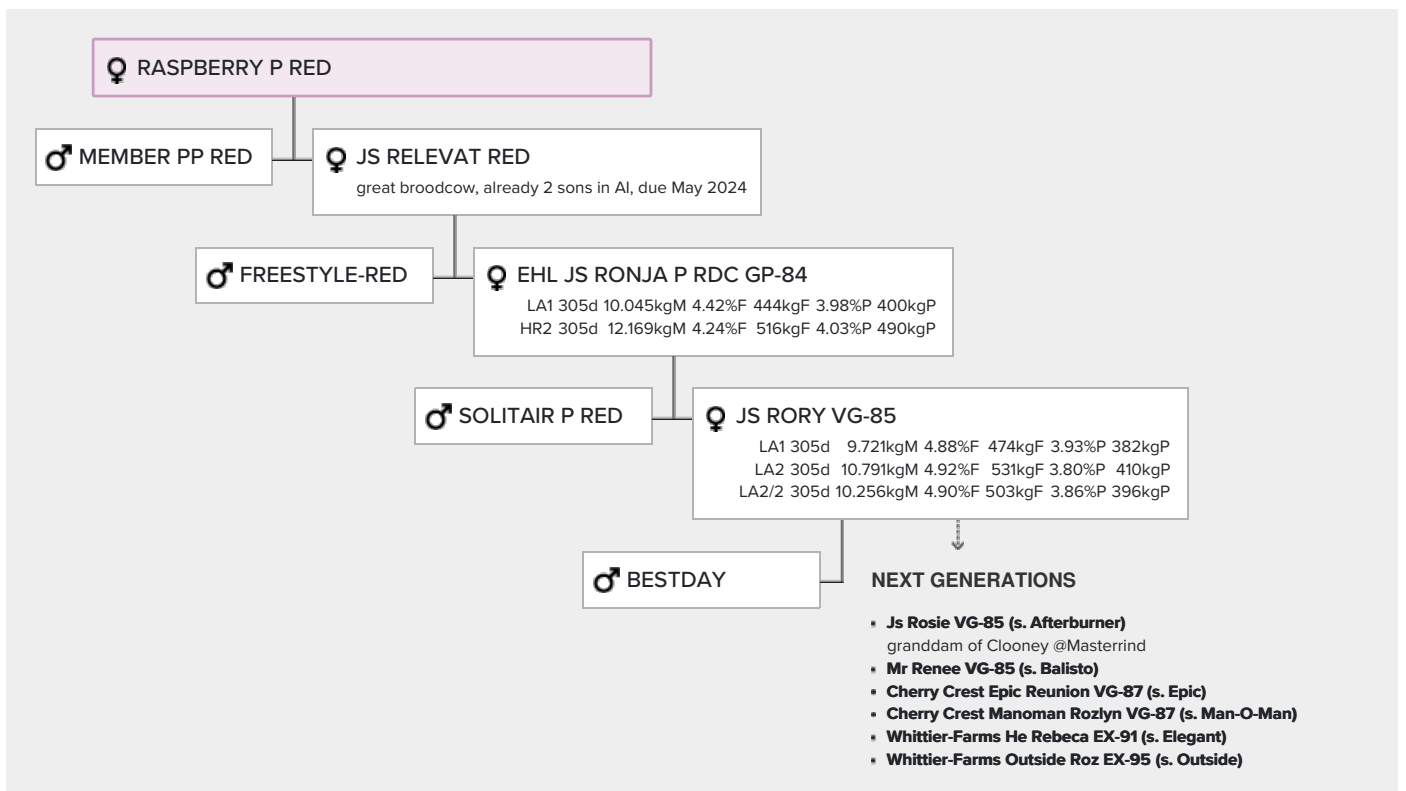 RASPBERRY P RED
MEMBER PP RED
JS RELEVAT RED
great broodcow, already 2 sons in AI, due May 2024
FREESTYLE-RED
EHL JS RONJA P RDC GP-84
LA1 305d 10.045kgM 4.42%F 444kgF 3.98%P 400kgP
HR2 305d 12.169kgM 4.24%F 516kgF 4.03%P 490kgP
SOLITAIR P RED
JS RORY VG-85
LA1 305d 9.721kgM 4.88%F 474kgF 3.93%P 382kgP
LA2 305d 10.791kgM 4.92%F 531kgF 3.80%P 410kgP
LA2/2 305d 10.256kgM 4.90%F 503kgF 3.86%P 396kgP
BESTDAY
NEXT GENERATIONS
Js Rosie VG-85 (s. Afterburner)
granddam of Clooney @Masterrind
Mr Renee VG-85 (s. Balisto)
Cherry Crest Epic Reunion VG-87 (s. Epic)
Cherry Crest Manoman Rozlyn VG-87 (s. Man-O-Man)
Whittier-Farms He Rebeca EX-91 (s. Elegant)
Whittier-Farms Outside Roz EX-95 (s. Outside)